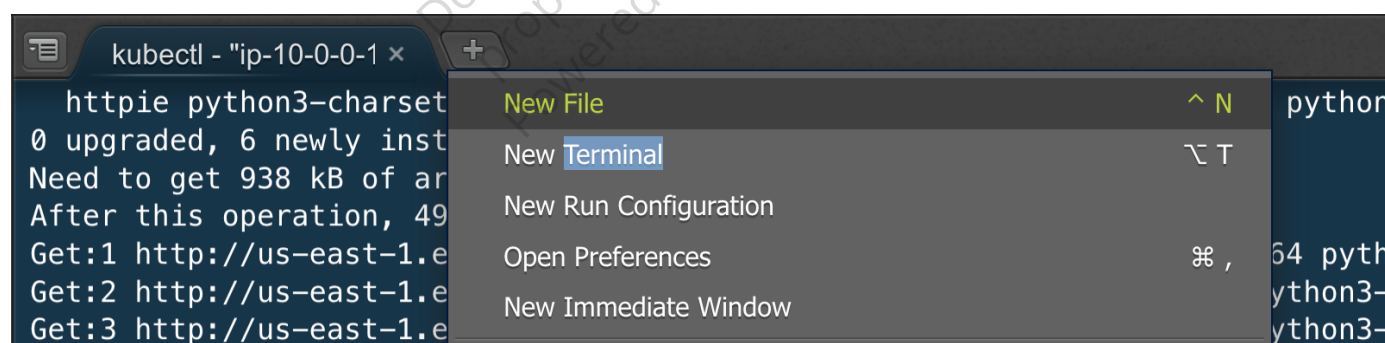 kubectl - "ip-10-0-0-1 ×
+
httpie python3-charset
0 upgraded, 6 newly inst
Need to get 938 kB of ar
After this operation, 49
Get:1 http://us-east-1.e
Get:2 http://us-east-1.e
Get:3 http://us-east-1.e
New File ^ N
New Terminal ⌥ T
New Run Configuration
Open Preferences ⌘ ,
New Immediate Window
python
64 pyth
ython3-
ython3-